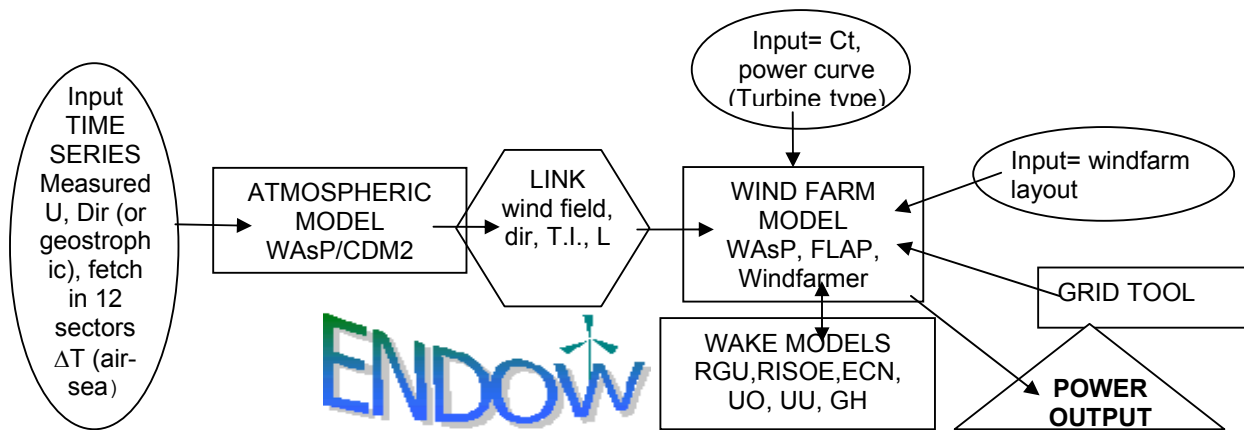 Input
TIME
SERIES
Measured
U, Dir (or
geostroph
ic), fetch
in 12
sectors
ΔT (air-
sea)
ATMOSPHERIC
MODEL
WAsP/CDM2
LINK
wind field,
dir, T.I., L
Input= Ct,
power curve
(Turbine type)
WIND FARM
MODEL
WAsP, FLAP,
Windfarmer
Input= windfarm
layout
GRID TOOL
WAKE MODELS
RGU,RISOE,ECN,
UO, UU, GH
POWER
OUTPUT
ENDOW